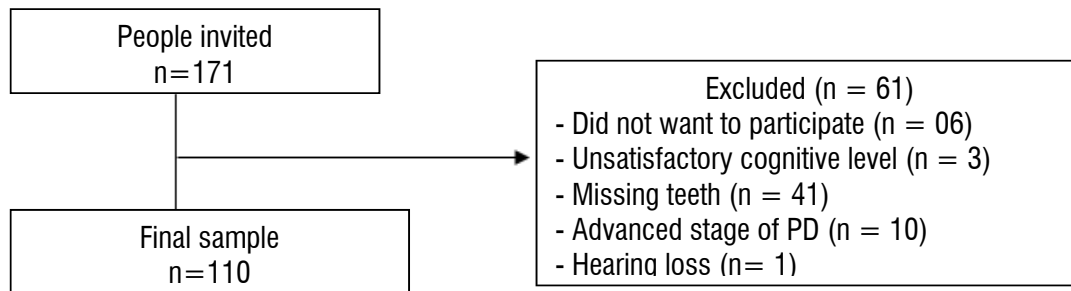 People invited
n=171
Excluded (n = 61)
- Did not want to participate (n = 06)
- Unsatisfactory cognitive level (n = 3)
- Missing teeth (n = 41)
- Advanced stage of PD (n = 10)
- Hearing loss (n= 1)
Final sample
n=110